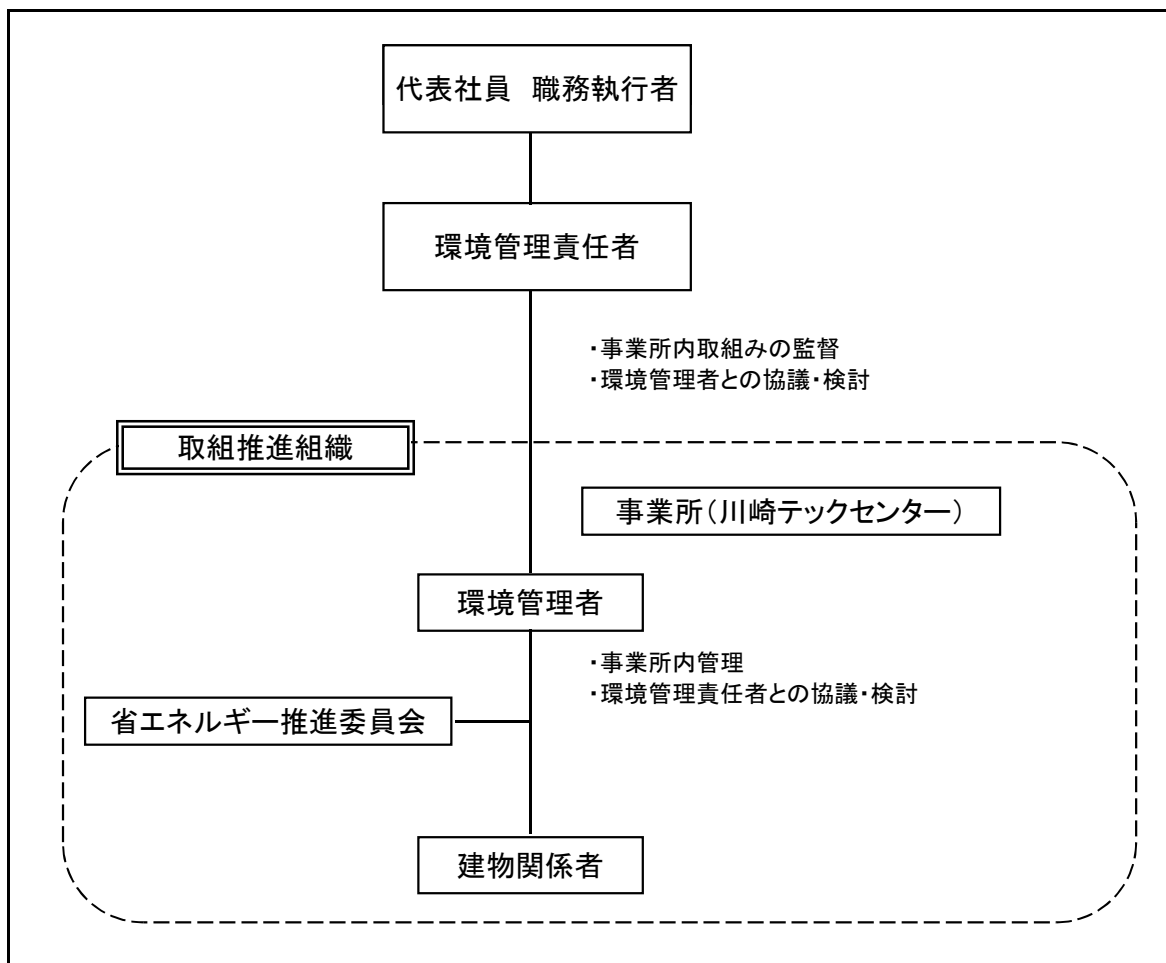 代表社員　職務執行者
環境管理責任者
・事業所内取組みの監督
・環境管理者との協議・検討
取組推進組織
事業所（川崎テックセンター）
環境管理者
・事業所内管理
・環境管理責任者との協議・検討
省エネルギー推進委員会
建物関係者